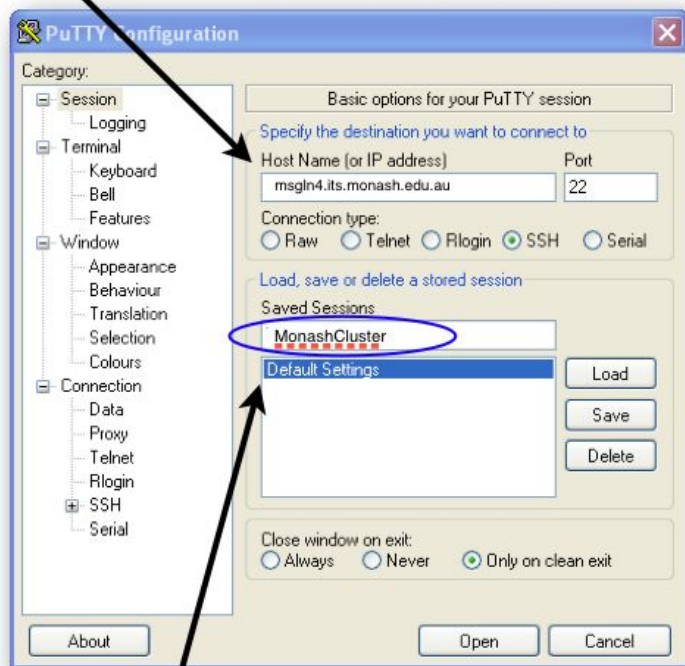 PuTTY Configuration
Category:
Session
Logging
Terminal
Keyboard
Bell
Features
Window
Appearance
Behaviour
Translation
Selection
Colours
Connection
Data
Proxy
Telnet
Rlogin
SSH
Serial
Basic options for your PuTTY session
Specify the destination you want to connect to
Host Name (or IP address) Port
msgln4.its.monash.edu.au 22
Connection type:
Raw Telnet Rlogin SSH Serial
Load, save or delete a stored session
Saved Sessions
MonashCluster
Default Settings
Load
Save
Delete
Close window on exit:
Always Never Only on clean exit
About Open Cancel